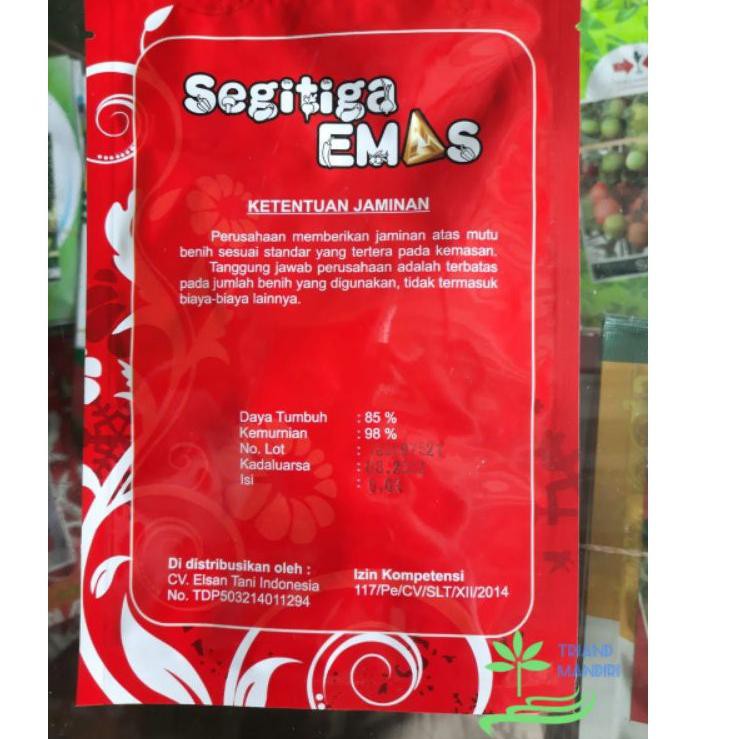 Segitiga
EMAS
KETENTUAN JAMINAN
Perusahaan memberikan jaminan atas mutu
benih sesuai standar yang tertera pada kemasan.
Tanggung jawab perusahaan adalah terbatas
pada jumlah benih yang digunakan, tidak termasuk
biaya-biaya lainnya.
Daya Tumbuh : 85 %
Kemurnian : 98 %
No. Lot :
Kadaluarsa :
Isi :
Di distribusikan oleh :
CV. Elsan Tani Indonesia
No. TDP503214011294
Izin Kompetensi
117/Pe/CV/SLT/XII/2014
TRIAND
MANDIRI